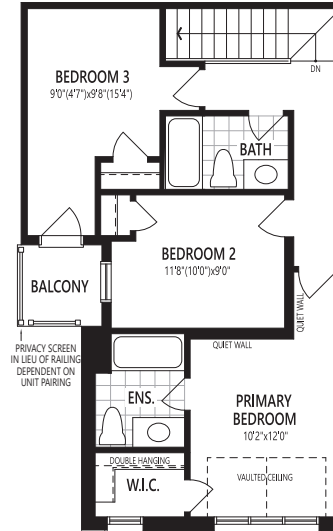 BEDROOM 3
9'0"(4'7")x9'8"(15'4")
DN
BATH
BEDROOM 2
11'8"(10'0")x9'0"
BALCONY
QUIET WALL
PRIVACY SCREEN
IN LIEU OF RAILING
DEPENDENT ON
UNIT PAIRING
QUIET WALL
ENS.
PRIMARY
BEDROOM
10'2"x12'0"
DOUBLE HANGING
W.I.C.
VAULTED CEILING